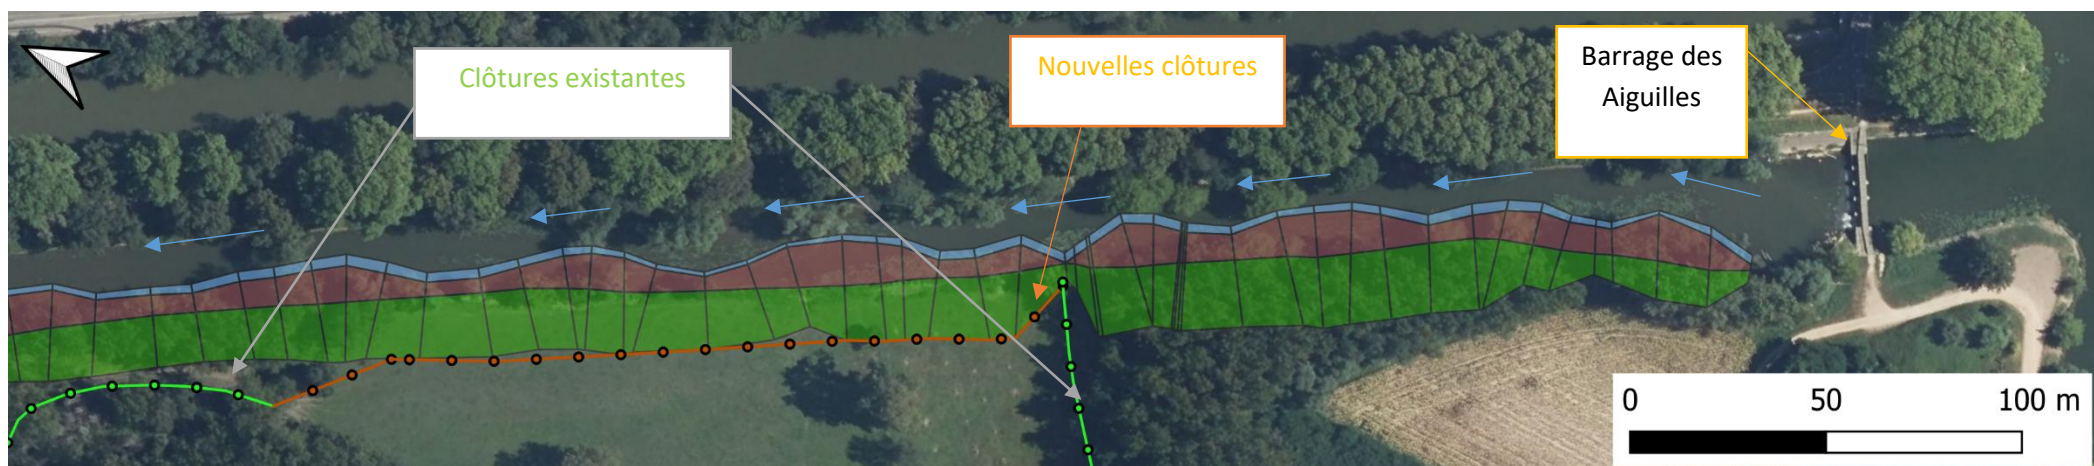 Clôtures existantes
Nouvelles clôtures
Barrage des
Aiguilles
0 50 100 m